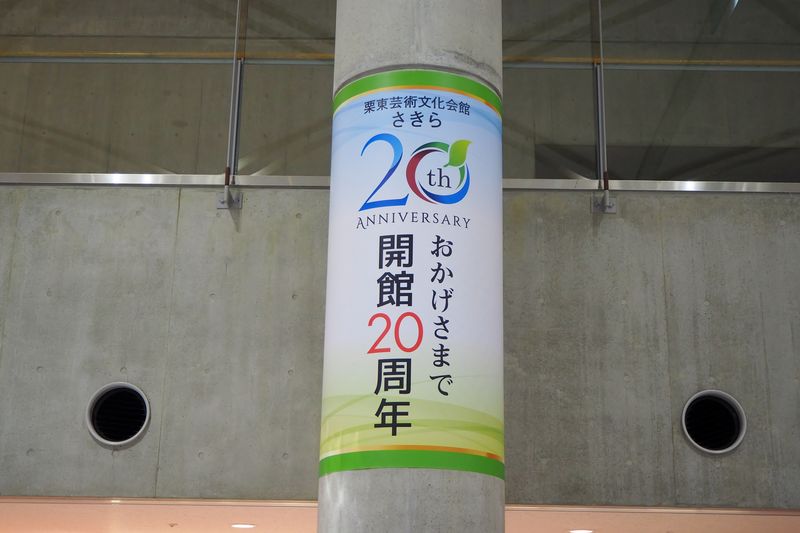 栗東芸術文化会館
さきら
20th
ANNIVERSARY
おかげさまで
開館20周年